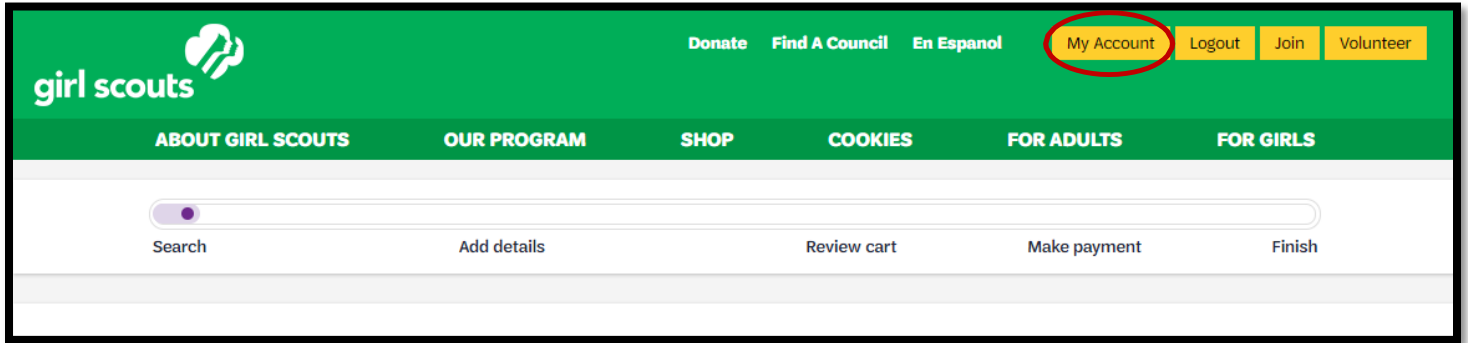 Donate Find A Council En Espanol My Account Logout Join Volunteer
girl scouts
ABOUT GIRL SCOUTS OUR PROGRAM SHOP COOKIES FOR ADULTS FOR GIRLS
Search Add details Review cart Make payment Finish